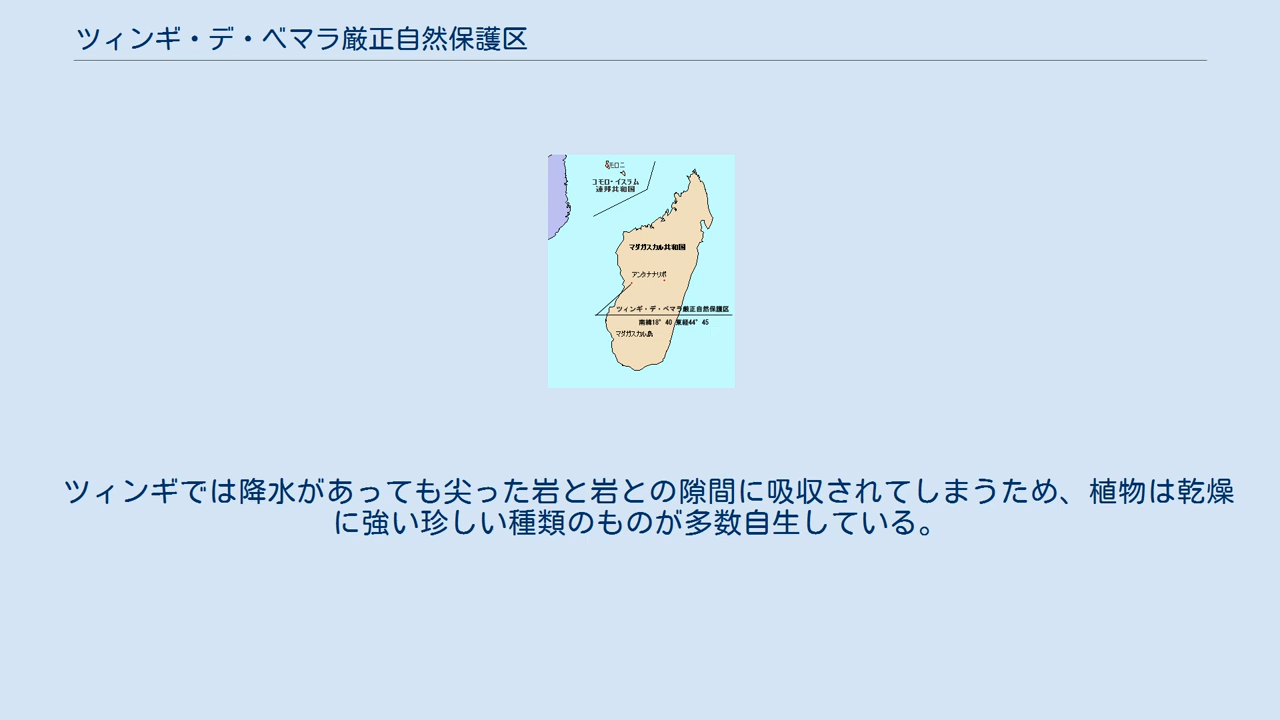 ツィンギ・デ・ベマラ厳正自然保護区
モロニ
コモロ・イスラム
連邦共和国
マダガスカル共和国
アンタナナリボ
ツィンギ・デ・ベマラ厳正自然保護区
南緯18°40 東経44°45
マダガスカル島
ツィンギでは降水があっても尖った岩と岩との隙間に吸収されてしまうため、植物は乾燥
に強い珍しい種類のものが多数自生している。